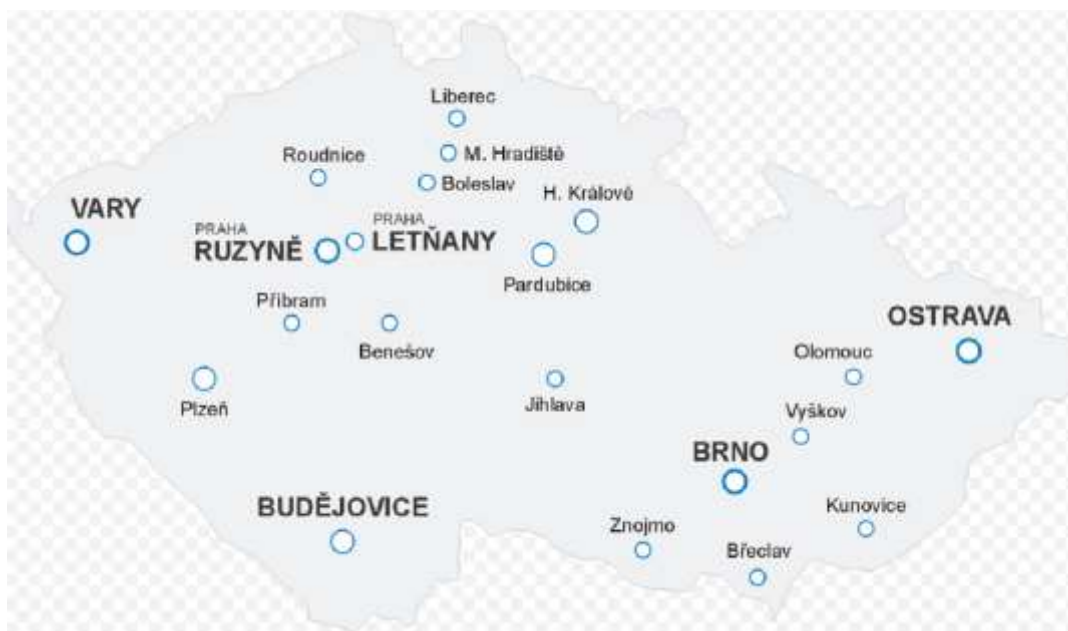 Liberec
M. Hradiště
Roudnice
Boleslav
H. Králové
VARY
PRAHA
RUZYNĚ
PRAHA
LETŇANY
Pardubice
Příbram
OSTRAVA
Benešov
Olomouc
Plzeň
Jihlava
Vyškov
BRNO
BUDĚJOVICE
Kunovice
Znojmo
Břeclav